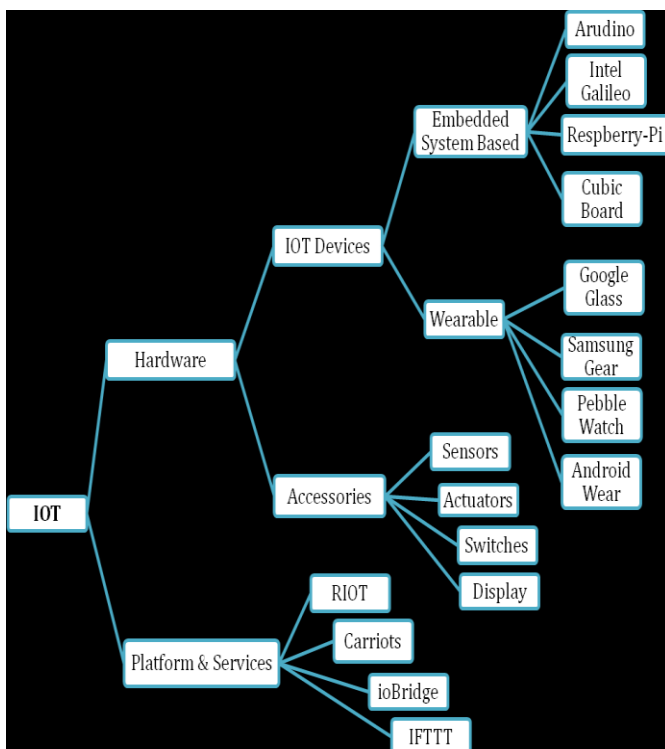 Arudino
Intel
Galileo
Embedded
System Based
Respberry-Pi
Cubic
Board
IOT Devices
Google
Glass
Wearable
Samsung
Gear
Hardware
Pebble
Watch
Sensors
Android
Wear
Accessories
Actuators
IOT
Switches
Display
RIOT
Carriots
Platform & Services
ioBridge
IFTTT